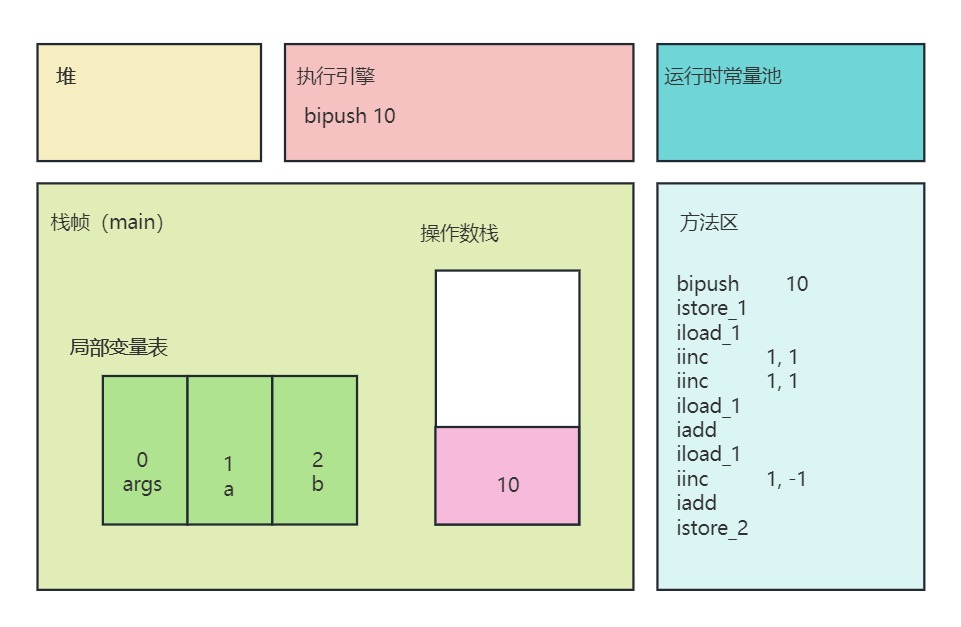 堆
执行引擎
bipush 10
运行时常量池
栈帧（main）
操作数栈
局部变量表
0
args
1
a
2
b
10
方法区
bipush 10
istore_1
iload_1
iinc 1, 1
iinc 1, 1
iload_1
iadd
iload_1
iinc 1, -1
iadd
istore_2